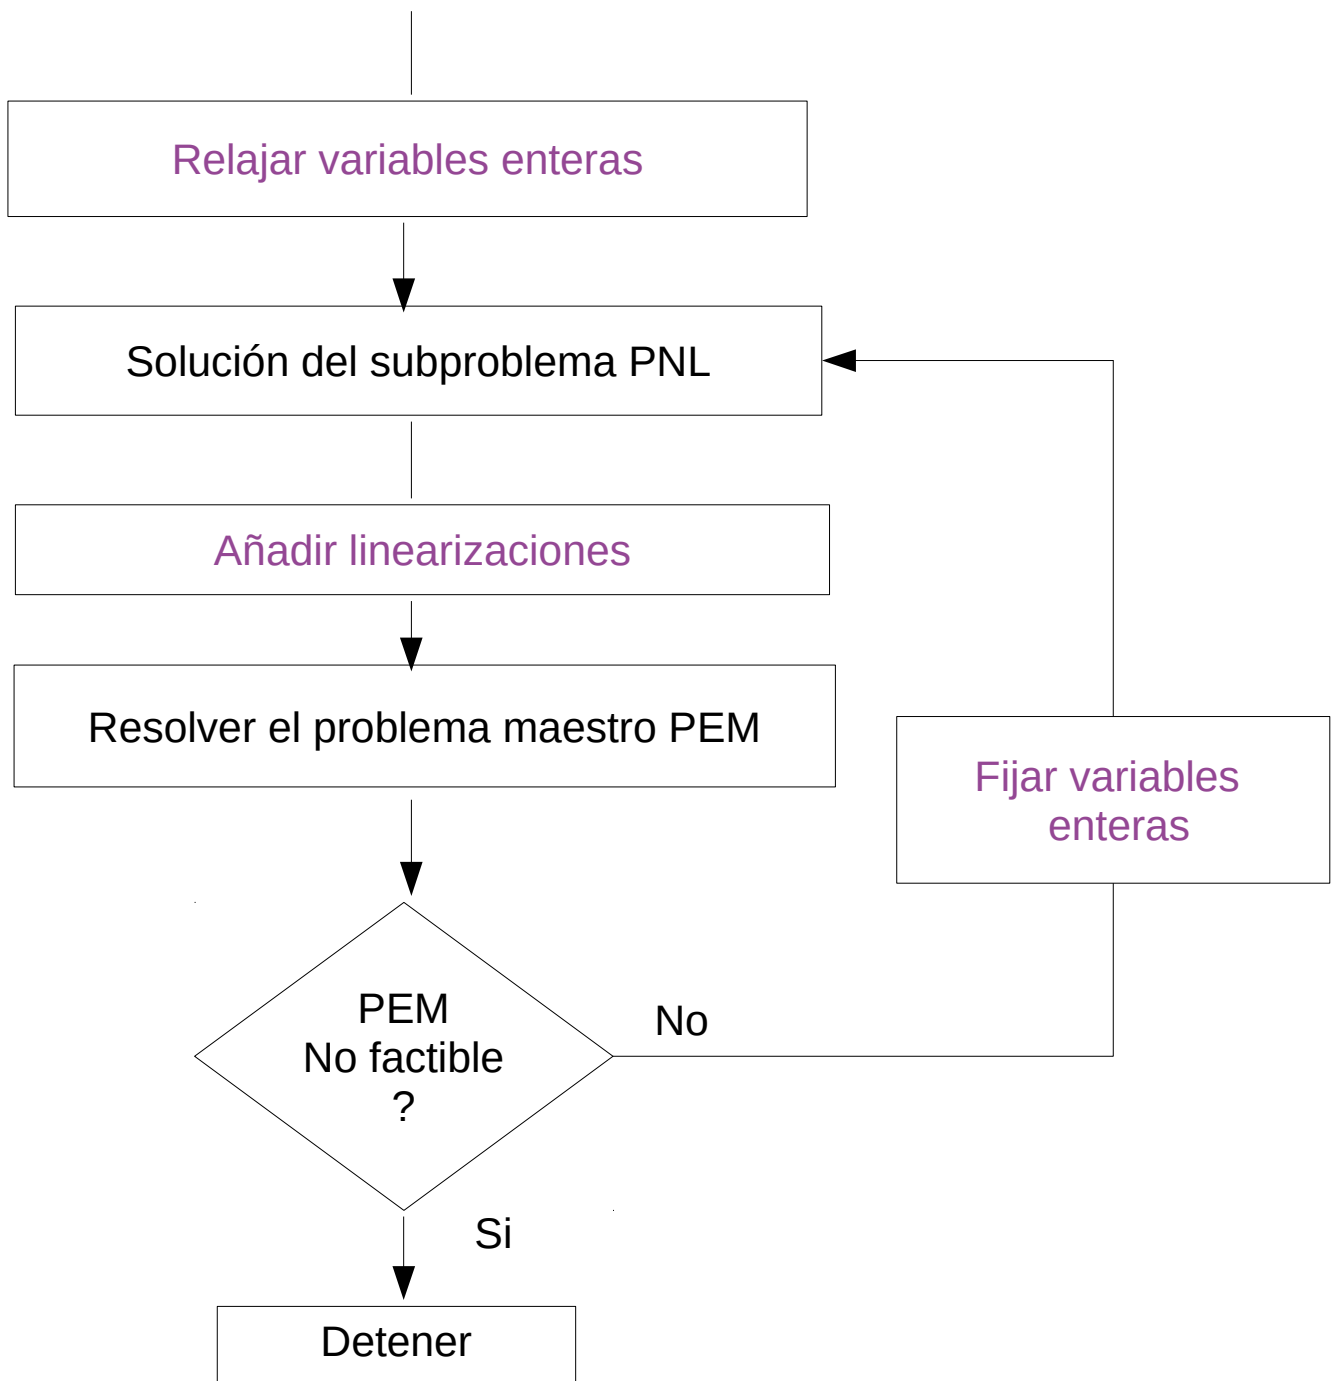 Relajar variables enteras
Solución del subproblema PNL
Añadir linearizaciones
Resolver el problema maestro PEM
Fijar variables
enteras
PEM
No factible
?
No
Si
Detener